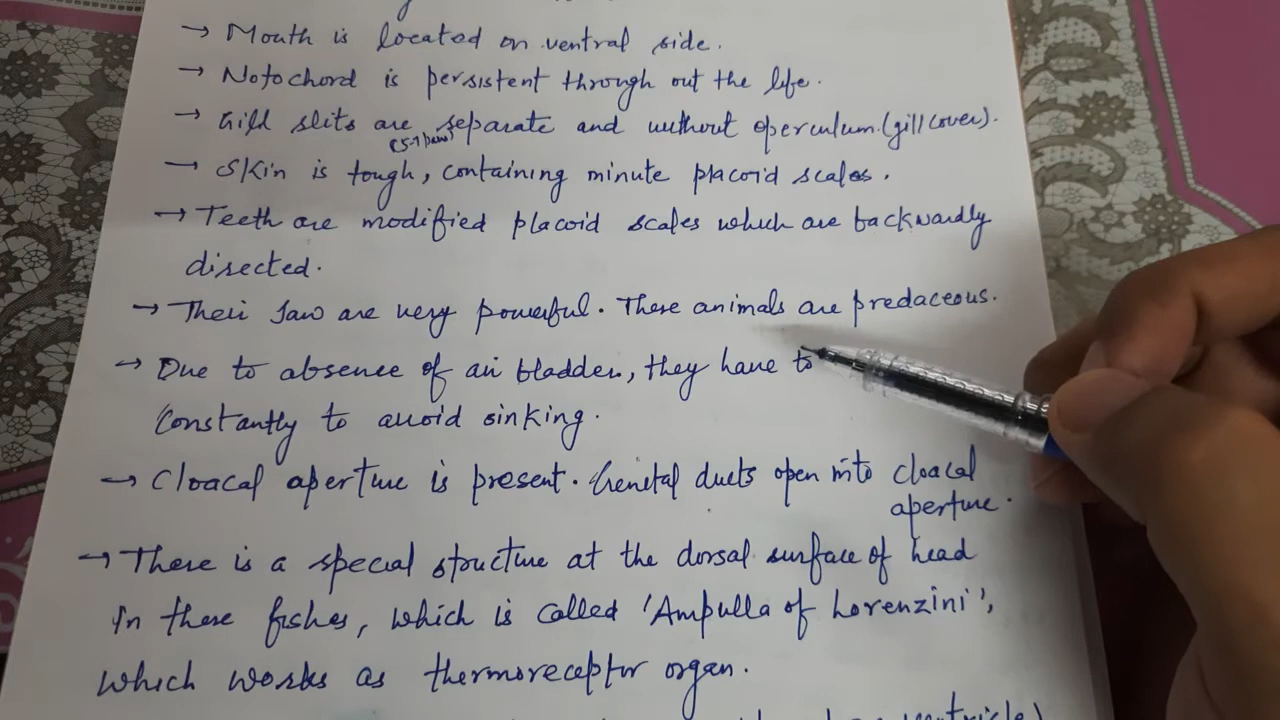 → Mouth is located on ventral side.
→ Notochord is persistent through out the life.
→ Gill slits are separate and without operculum (gill cover).
(5-7 pairs)
→ Skin is tough, containing minute placoid scales.
→ Teeth are modified placoid scales which are backwardly
directed.
→ Their Jaw are very powerful. These animals are predaceous.
→ Due to absence of air bladder, they have to
constantly to avoid sinking.
→ Cloacal aperture is present. Genetal ducts open into cloacal
aperture.
→ There is a special structure at the dorsal surface of head
in these fishes, which is called 'Ampulla of Lorenzini',
which works as thermoreceptor organ.
ventricle)